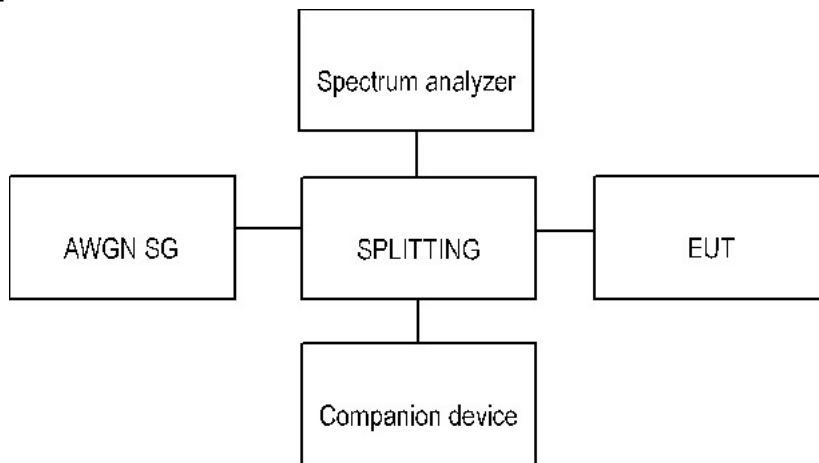 Spectrum analyzer
AWGN SG
SPLITTING
EUT
Companion device